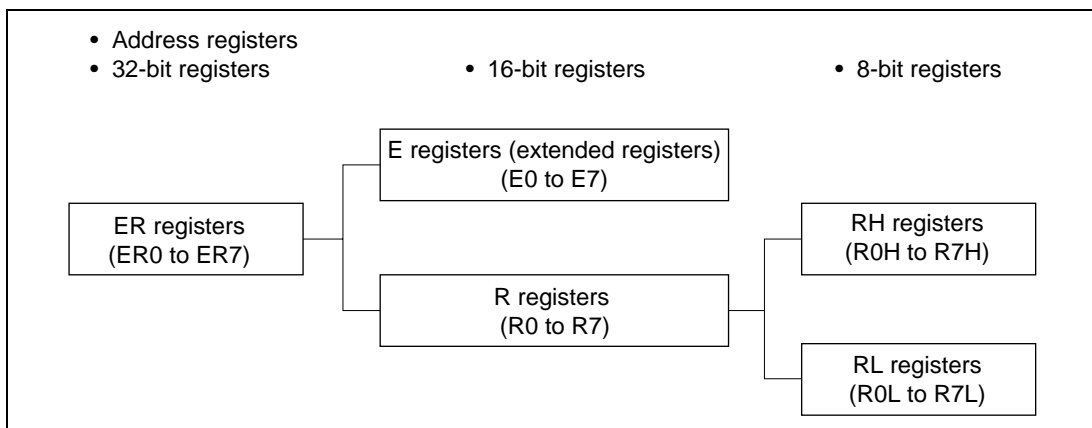 • Address registers
• 32-bit registers
• 16-bit registers
• 8-bit registers
E registers (extended registers)
(E0 to E7)
ER registers
(ER0 to ER7)
RH registers
(R0H to R7H)
R registers
(R0 to R7)
RL registers
(R0L to R7L)